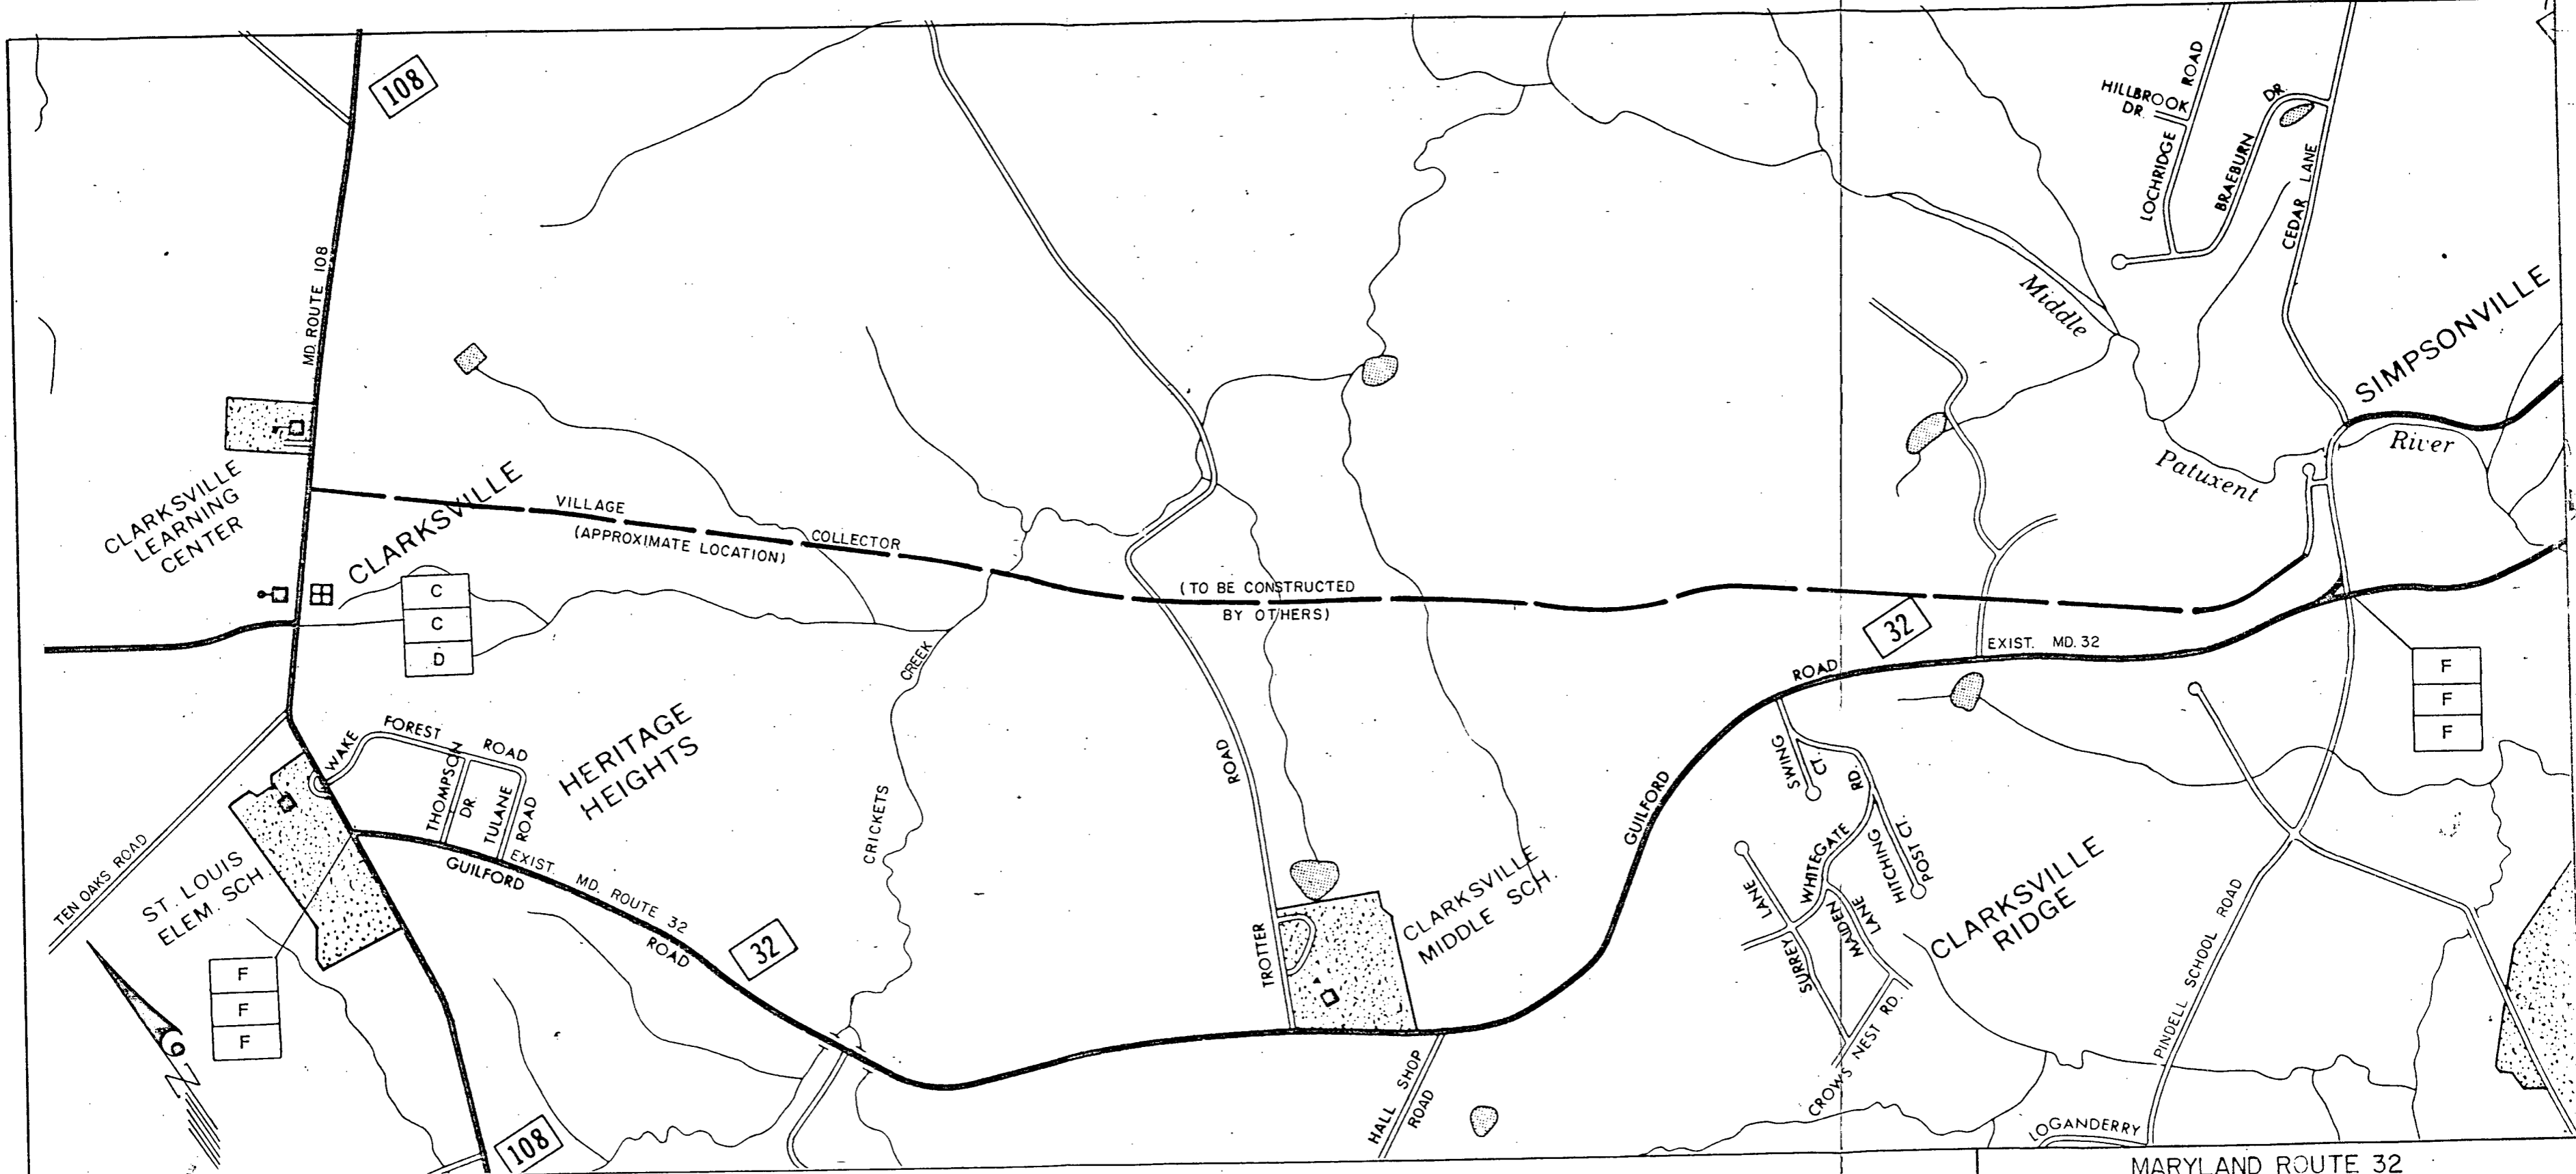 108
MD. ROUTE 108
HILLBROOK
DR.
LOCHRIDGE ROAD
BRAEBURN DR.
CEDAR LANE
Middle
Patuxent
River
SIMPSONVILLE
CLARKSVILLE
LEARNING
CENTER
CLARKSVILLE
VILLAGE COLLECTOR
(APPROXIMATE LOCATION)
(TO BE CONSTRUCTED
BY OTHERS)
C
C
D
32
EXIST. MD. 32
F
F
F
HERITAGE
HEIGHTS
WAKE FOREST ROAD
THOMPSON
DR.
TULANE
ROAD
TEN OAKS ROAD
ST. LOUIS
ELEM. SCH.
EXIST. MD. ROUTE 32
GUILFORD ROAD
32
F
F
F
CRICKETS CREEK
TROTTER ROAD
CLARKSVILLE
MIDDLE SCH.
GUILFORD ROAD
SWING
CT.
WHITEGATE RD.
HITCHING
POST CT.
MAIDEN
LANE
SURREY LANE
CROWS NEST RD.
CLARKSVILLE
RIDGE
PINDELL SCHOOL ROAD
HALL SHOP
ROAD
LOGANDERRY
N
108
MARYLAND ROUTE 32